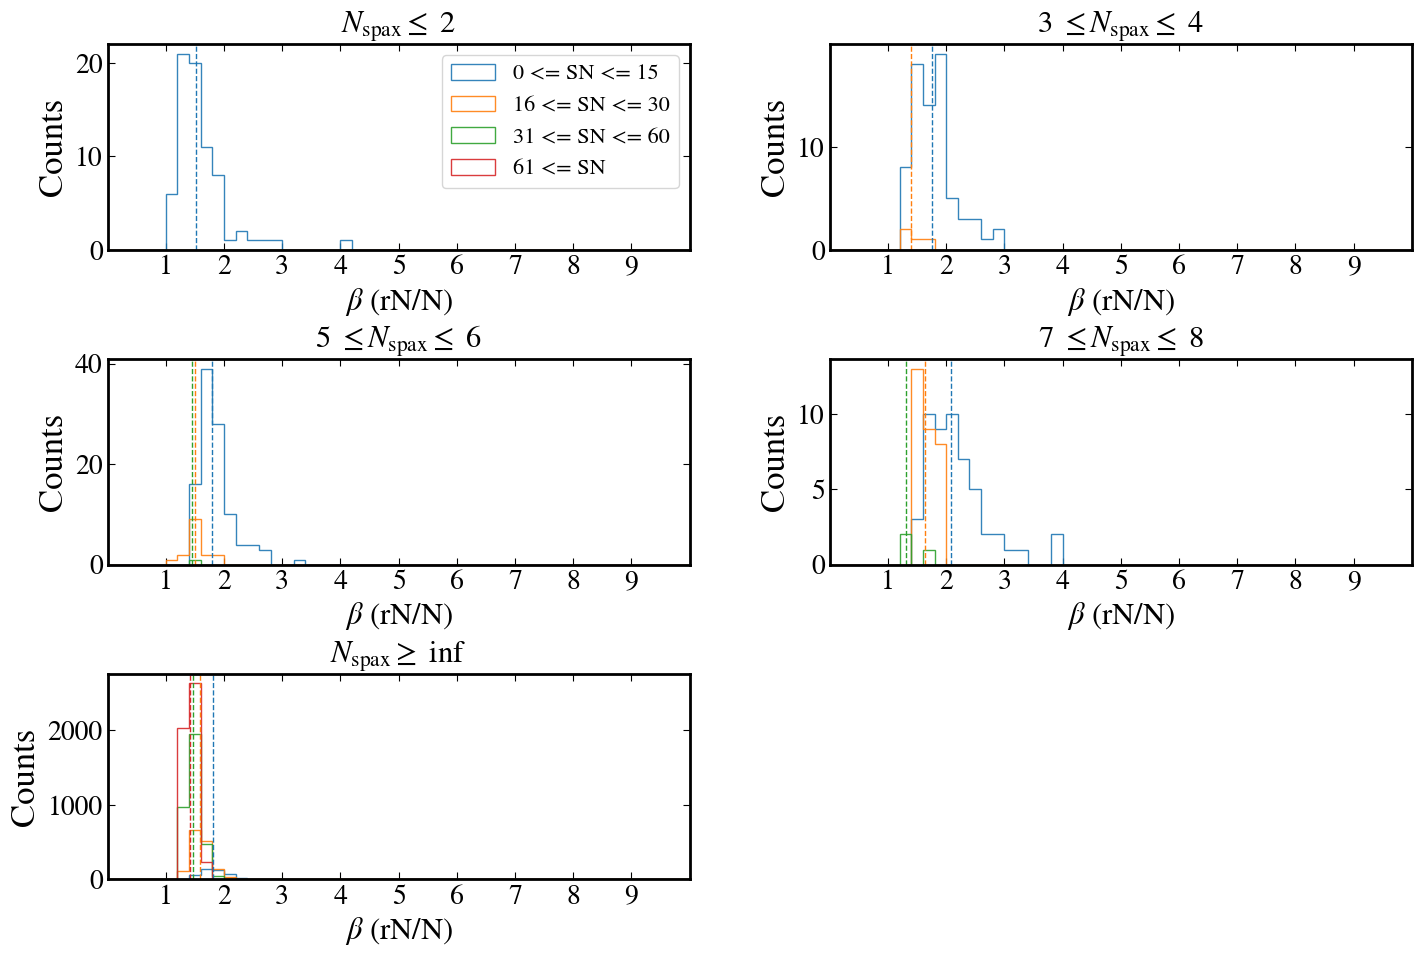 N_spax ≤ 2
20
10
0
Counts
0 <= SN <= 15
16 <= SN <= 30
31 <= SN <= 60
61 <= SN
1 2 3 4 5 6 7 8 9
β (rN/N)
3 ≤ N_spax ≤ 4
10
0
Counts
1 2 3 4 5 6 7 8 9
β (rN/N)
5 ≤ N_spax ≤ 6
40
20
0
Counts
1 2 3 4 5 6 7 8 9
β (rN/N)
7 ≤ N_spax ≤ 8
10
5
0
Counts
1 2 3 4 5 6 7 8 9
β (rN/N)
N_spax ≥ inf
2000
1000
0
Counts
1 2 3 4 5 6 7 8 9
β (rN/N)